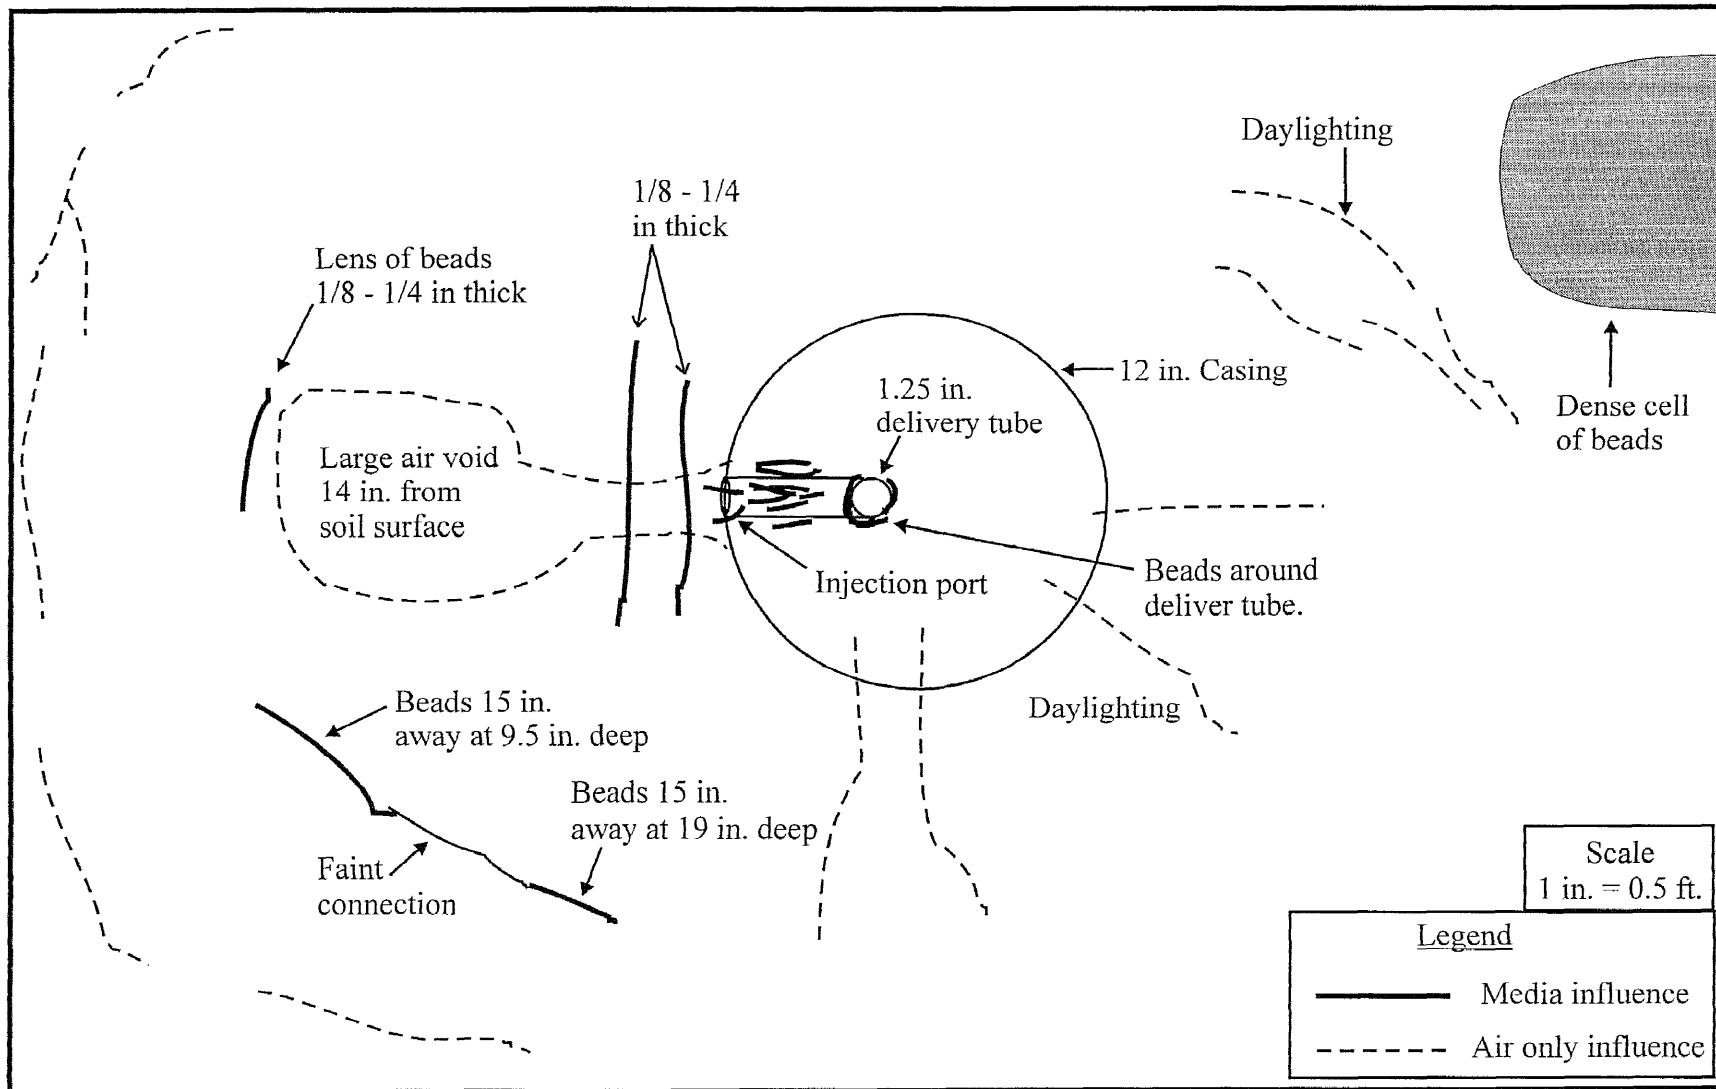 Daylighting
1/8 - 1/4
in thick
Lens of beads
1/8 - 1/4 in thick
12 in. Casing
1.25 in.
delivery tube
Dense cell
of beads
Large air void
14 in. from
soil surface
Injection port
Beads around
deliver tube.
Beads 15 in.
away at 9.5 in. deep
Daylighting
Beads 15 in.
away at 19 in. deep
Faint
connection
Scale
1 in. = 0.5 ft.
Legend
Media influence
Air only influence